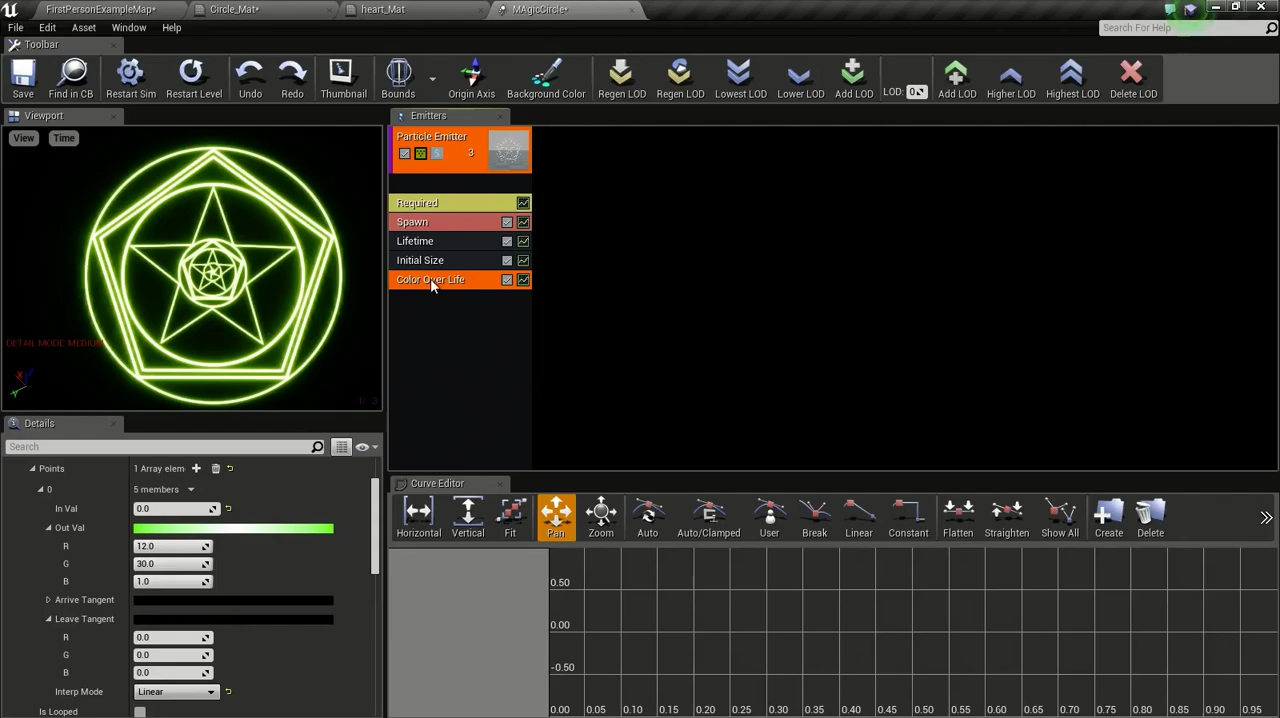 FirstPersonExampleMap*
Circle_Mat*
heart_Mat
MAgicCircle*
File Edit Asset Window Help
Search For Help
Toolbar
Save
Find in CB
Restart Sim
Restart Level
Undo
Redo
Thumbnail
Bounds
Origin Axis
Background Color
Regen LOD
Regen LOD
Lowest LOD
Lower LOD
Add LOD
LOD: 0
Add LOD
Higher LOD
Highest LOD
Delete LOD
Viewport
View Time
DETAIL MODE: MEDIUM
X
Z
Y
1/ 3
Emitters
Particle Emitter
S 3
Required
Spawn
Lifetime
Initial Size
Color Over Life
Details
Search
Points 1 Array elem
0 5 members
In Val 0.0
Out Val
R 12.0
G 30.0
B 1.0
Arrive Tangent
Leave Tangent
R 0.0
G 0.0
B 0.0
Interp Mode Linear
Is Looped
Curve Editor
Horizontal
Vertical
Fit
Pan
Zoom
Auto
Auto/Clamped
User
Break
Linear
Constant
Flatten
Straighten
Show All
Create
Delete
0.50
0.00
-0.50
0.00 0.05 0.10 0.15 0.20 0.25 0.30 0.35 0.40 0.45 0.50 0.55 0.60 0.65 0.70 0.75 0.80 0.85 0.90 0.95